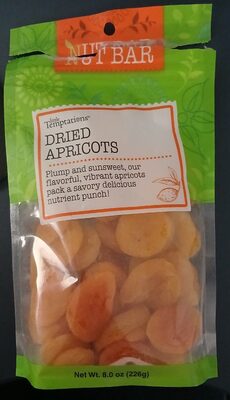 NUT BAR
Little
Temptations®
DRIED
APRICOTS
Plump and sunsweet, our
flavorful, vibrant apricots
pack a savory delicious
nutrient punch!
Net Wt. 8.0 oz (226g)